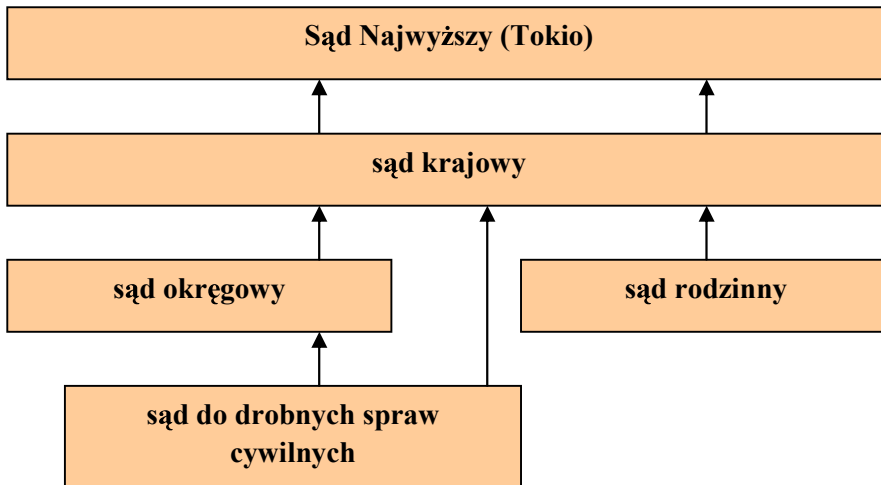 Sąd Najwyższy (Tokio)
sąd krajowy
sąd okręgowy
sąd rodzinny
sąd do drobnych spraw
cywilnych